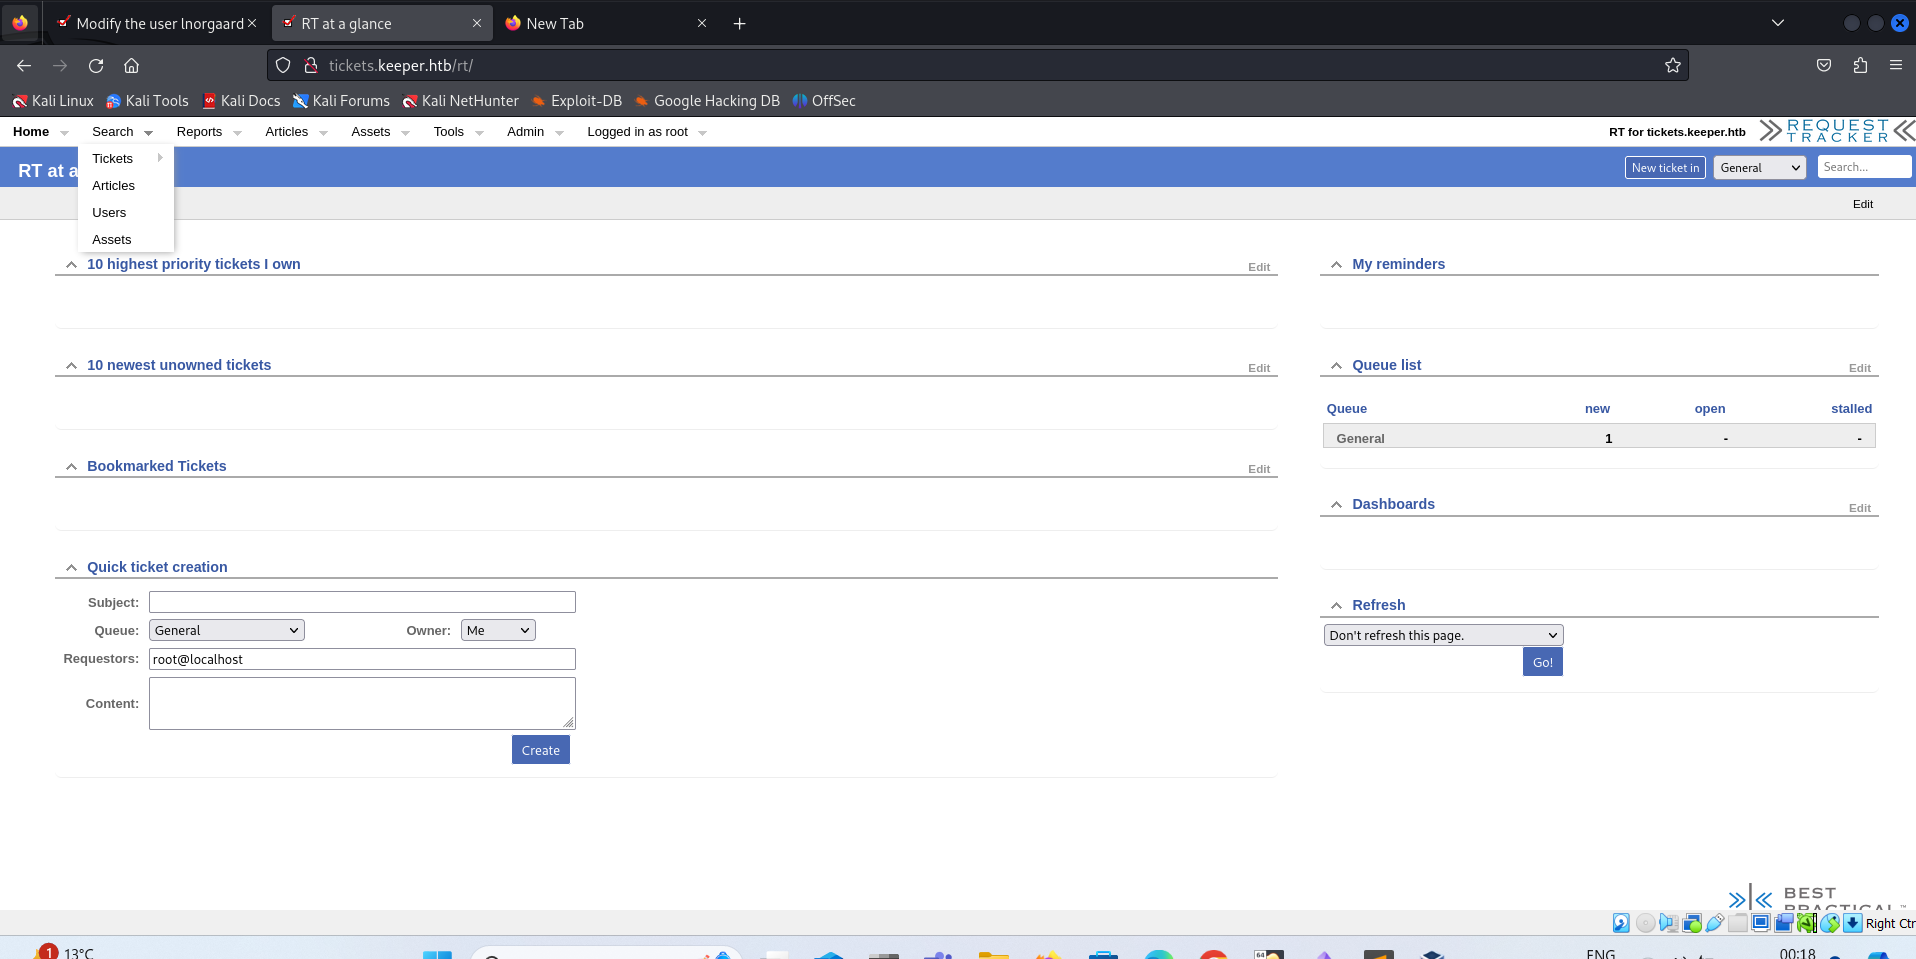 Modify the user lnorgaard
RT at a glance
New Tab
tickets.keeper.htb/rt/
Kali Linux
Kali Tools
Kali Docs
Kali Forums
Kali NetHunter
Exploit-DB
Google Hacking DB
OffSec
Home
Search
Reports
Articles
Assets
Tools
Admin
Logged in as root
RT for tickets.keeper.htb
REQUEST
TRACKER
Tickets
Articles
Users
Assets
RT at a
New ticket in
General
Search...
Edit
10 highest priority tickets I own
Edit
My reminders
10 newest unowned tickets
Edit
Queue list
Edit
Queue new open stalled
General 1 - -
Bookmarked Tickets
Edit
Dashboards
Edit
Quick ticket creation
Subject:
Queue: General
Owner: Me
Requestors: root@localhost
Content:
Create
Refresh
Don't refresh this page.
Go!
BEST
PRACTICAL™
Right Ctr
1
13°C
64
ENG
00:18